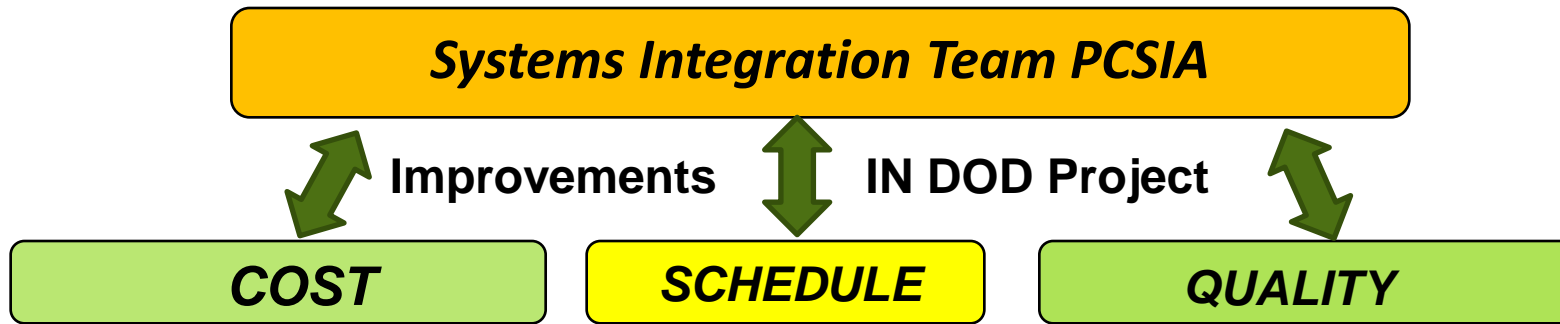 Systems Integration Team PCSIA
Improvements IN DOD Project
COST SCHEDULE QUALITY